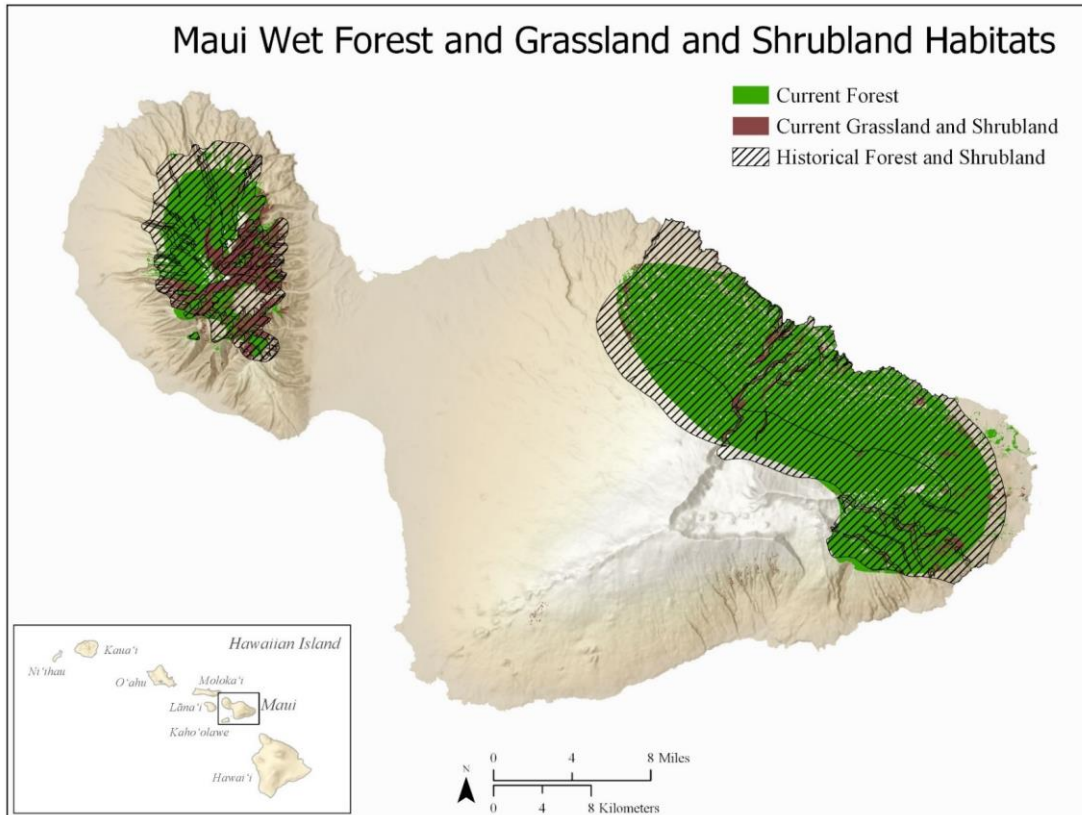 Maui Wet Forest and Grassland and Shrubland Habitats
Current Forest
Current Grassland and Shrubland
Historical Forest and Shrubland
Hawaiian Island
Kaua‘i
Ni‘ihau
O‘ahu
Moloka‘i
Lāna‘i
Maui
Kaho‘olawe
Hawai‘i
N
0 4 8 Miles
0 4 8 Kilometers